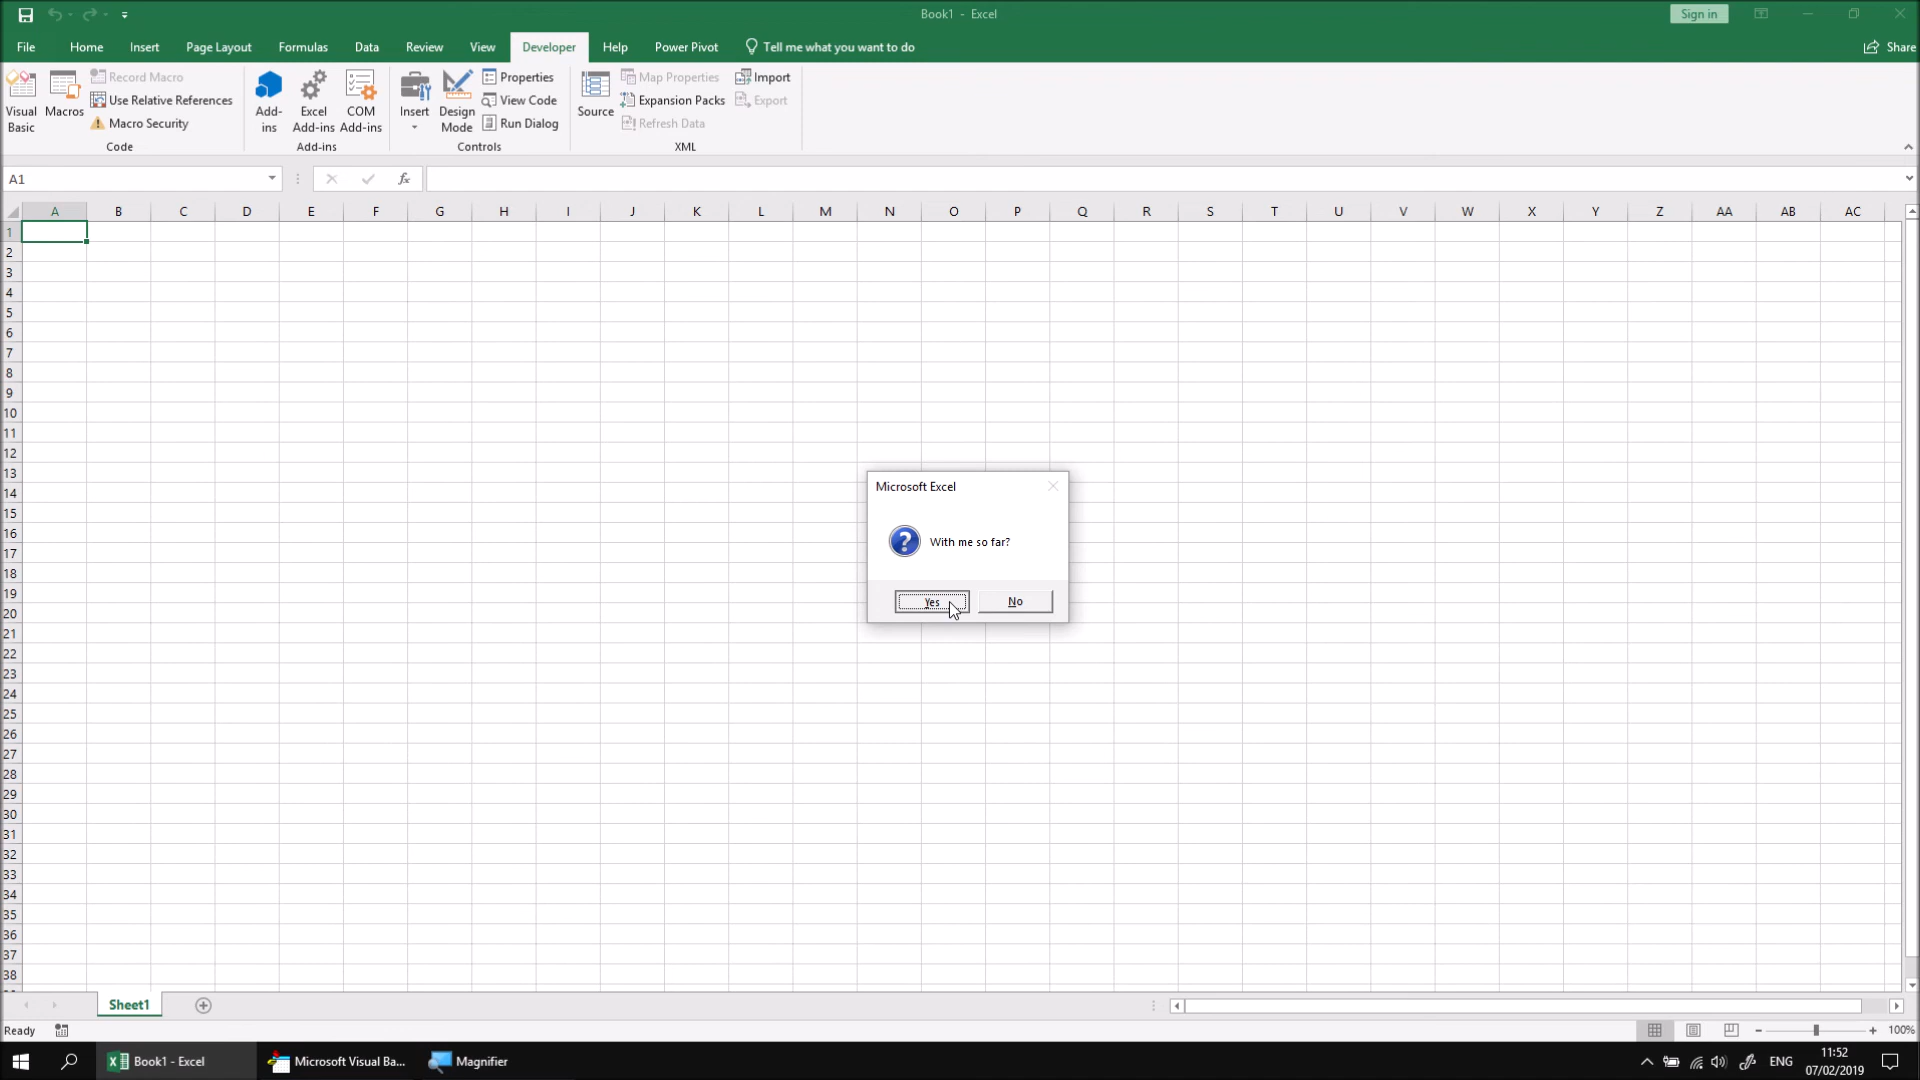 Book1 - Excel
Sign in
File Home Insert Page Layout Formulas Data Review View Developer Help Power Pivot Tell me what you want to do Share
Visual Basic
Macros
Record Macro
Use Relative References
Macro Security
Code
Add-ins
Excel Add-ins
COM Add-ins
Add-ins
Insert
Design Mode
Properties
View Code
Run Dialog
Controls
Source
Map Properties
Expansion Packs
Refresh Data
Import
Export
XML
A1
fx
A B C D E F G H I J K L M N O P Q R S T U V W X Y Z AA AB AC
1
2
3
4
5
6
7
8
9
10
11
12
13
14
15
16
17
18
19
20
21
22
23
24
25
26
27
28
29
30
31
32
33
34
35
36
37
38
Microsoft Excel
?
With me so far?
Yes No
Sheet1
Ready
100%
Book1 - Excel
Microsoft Visual Ba...
Magnifier
ENG
11:52
07/02/2019